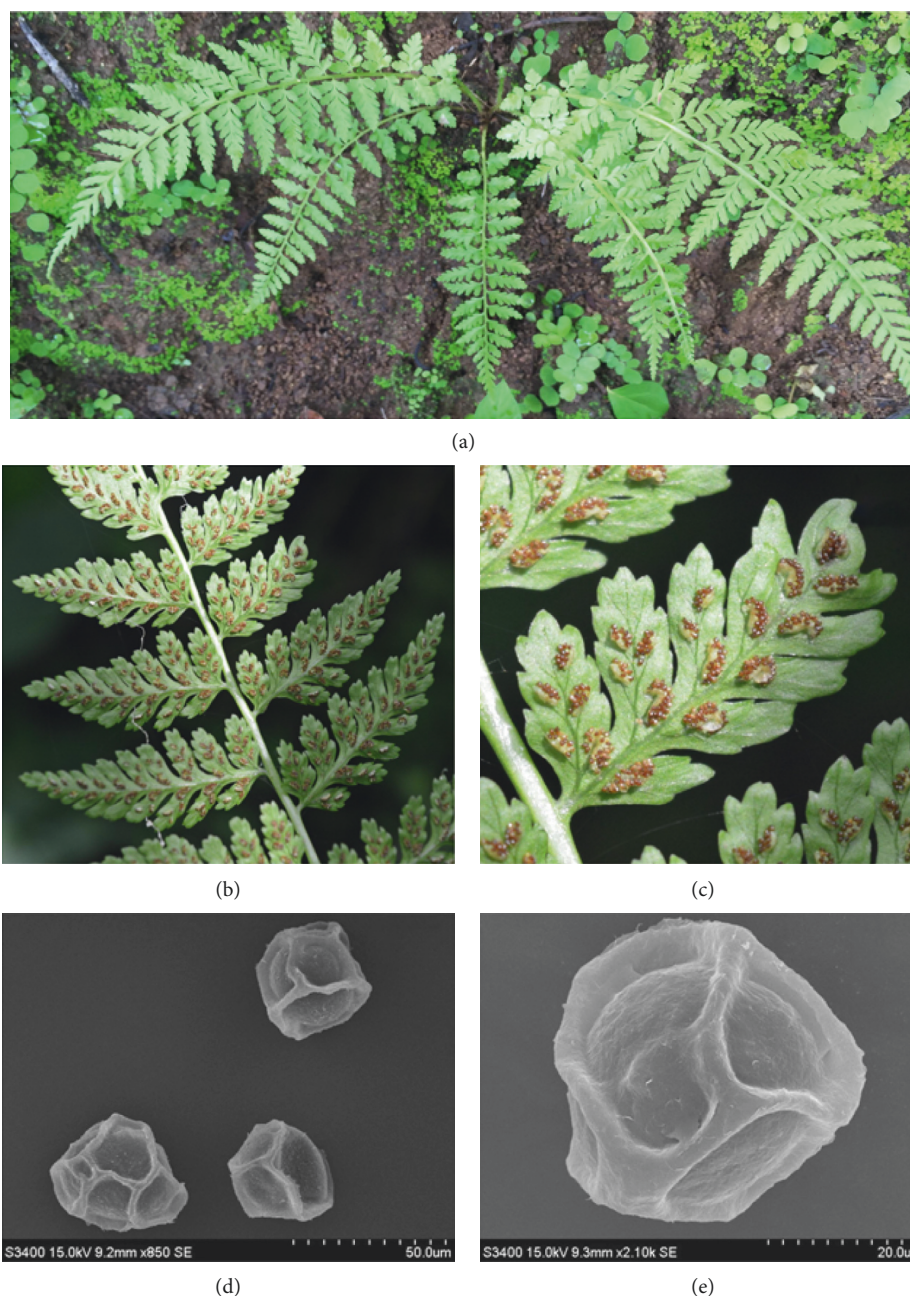 (a)
(b)
(c)
S3400 15.0kV 9.2mm x850 SE
50.0um
S3400 15.0kV 9.3mm x2.10k SE
20.0u
(d)
(e)